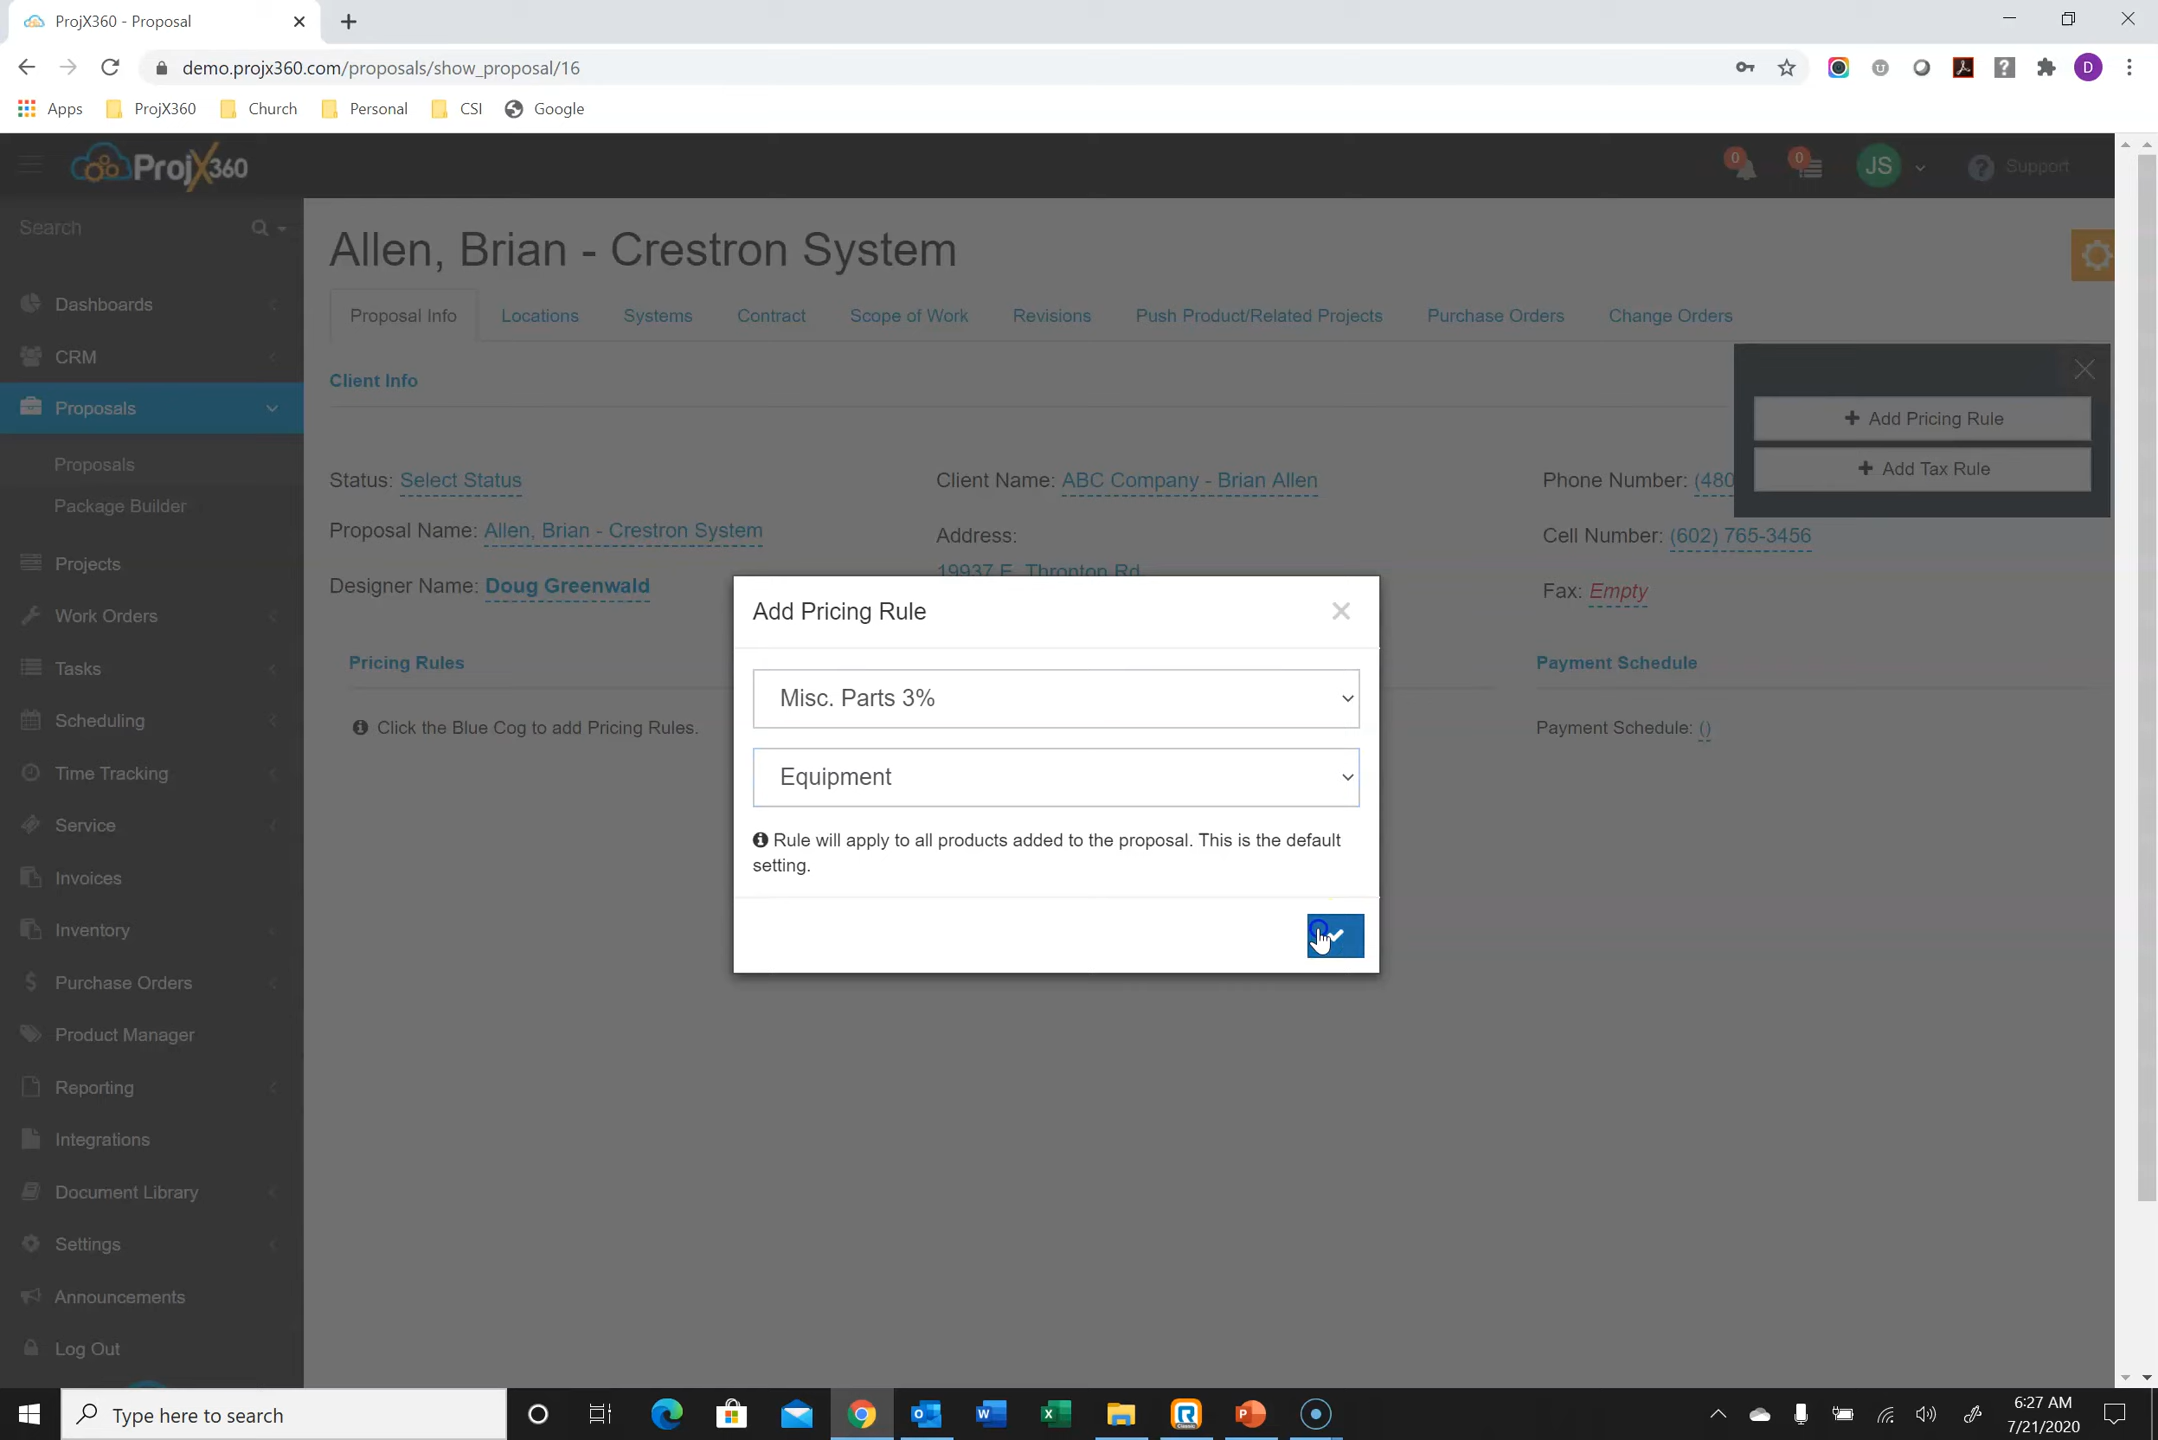 ProjX360 - Proposal
demo.projx360.com/proposals/show_proposal/16
D
Apps
ProjX360
Church
Personal
CSI
Google
ProjX360
0
0
JS
Support
Search
Dashboards
CRM
Proposals
Proposals
Package Builder
Projects
Work Orders
Tasks
Scheduling
Time Tracking
Service
Invoices
Inventory
Purchase Orders
Product Manager
Reporting
Integrations
Document Library
Settings
Announcements
Log Out
Allen, Brian - Crestron System
Proposal Info
Locations
Systems
Contract
Scope of Work
Revisions
Push Product/Related Projects
Purchase Orders
Change Orders
Client Info
Add Pricing Rule
Add Tax Rule
Status: Select Status
Client Name: ABC Company - Brian Allen
Phone Number: (480
Proposal Name: Allen, Brian - Crestron System
Address:
Cell Number: (602) 765-3456
19937 E. Thronton Rd
Designer Name: Doug Greenwald
Fax: Empty
Pricing Rules
Payment Schedule
Click the Blue Cog to add Pricing Rules.
Payment Schedule: ()
Add Pricing Rule
Misc. Parts 3%
Equipment
Rule will apply to all products added to the proposal. This is the default
setting.
Type here to search
6:27 AM
7/21/2020